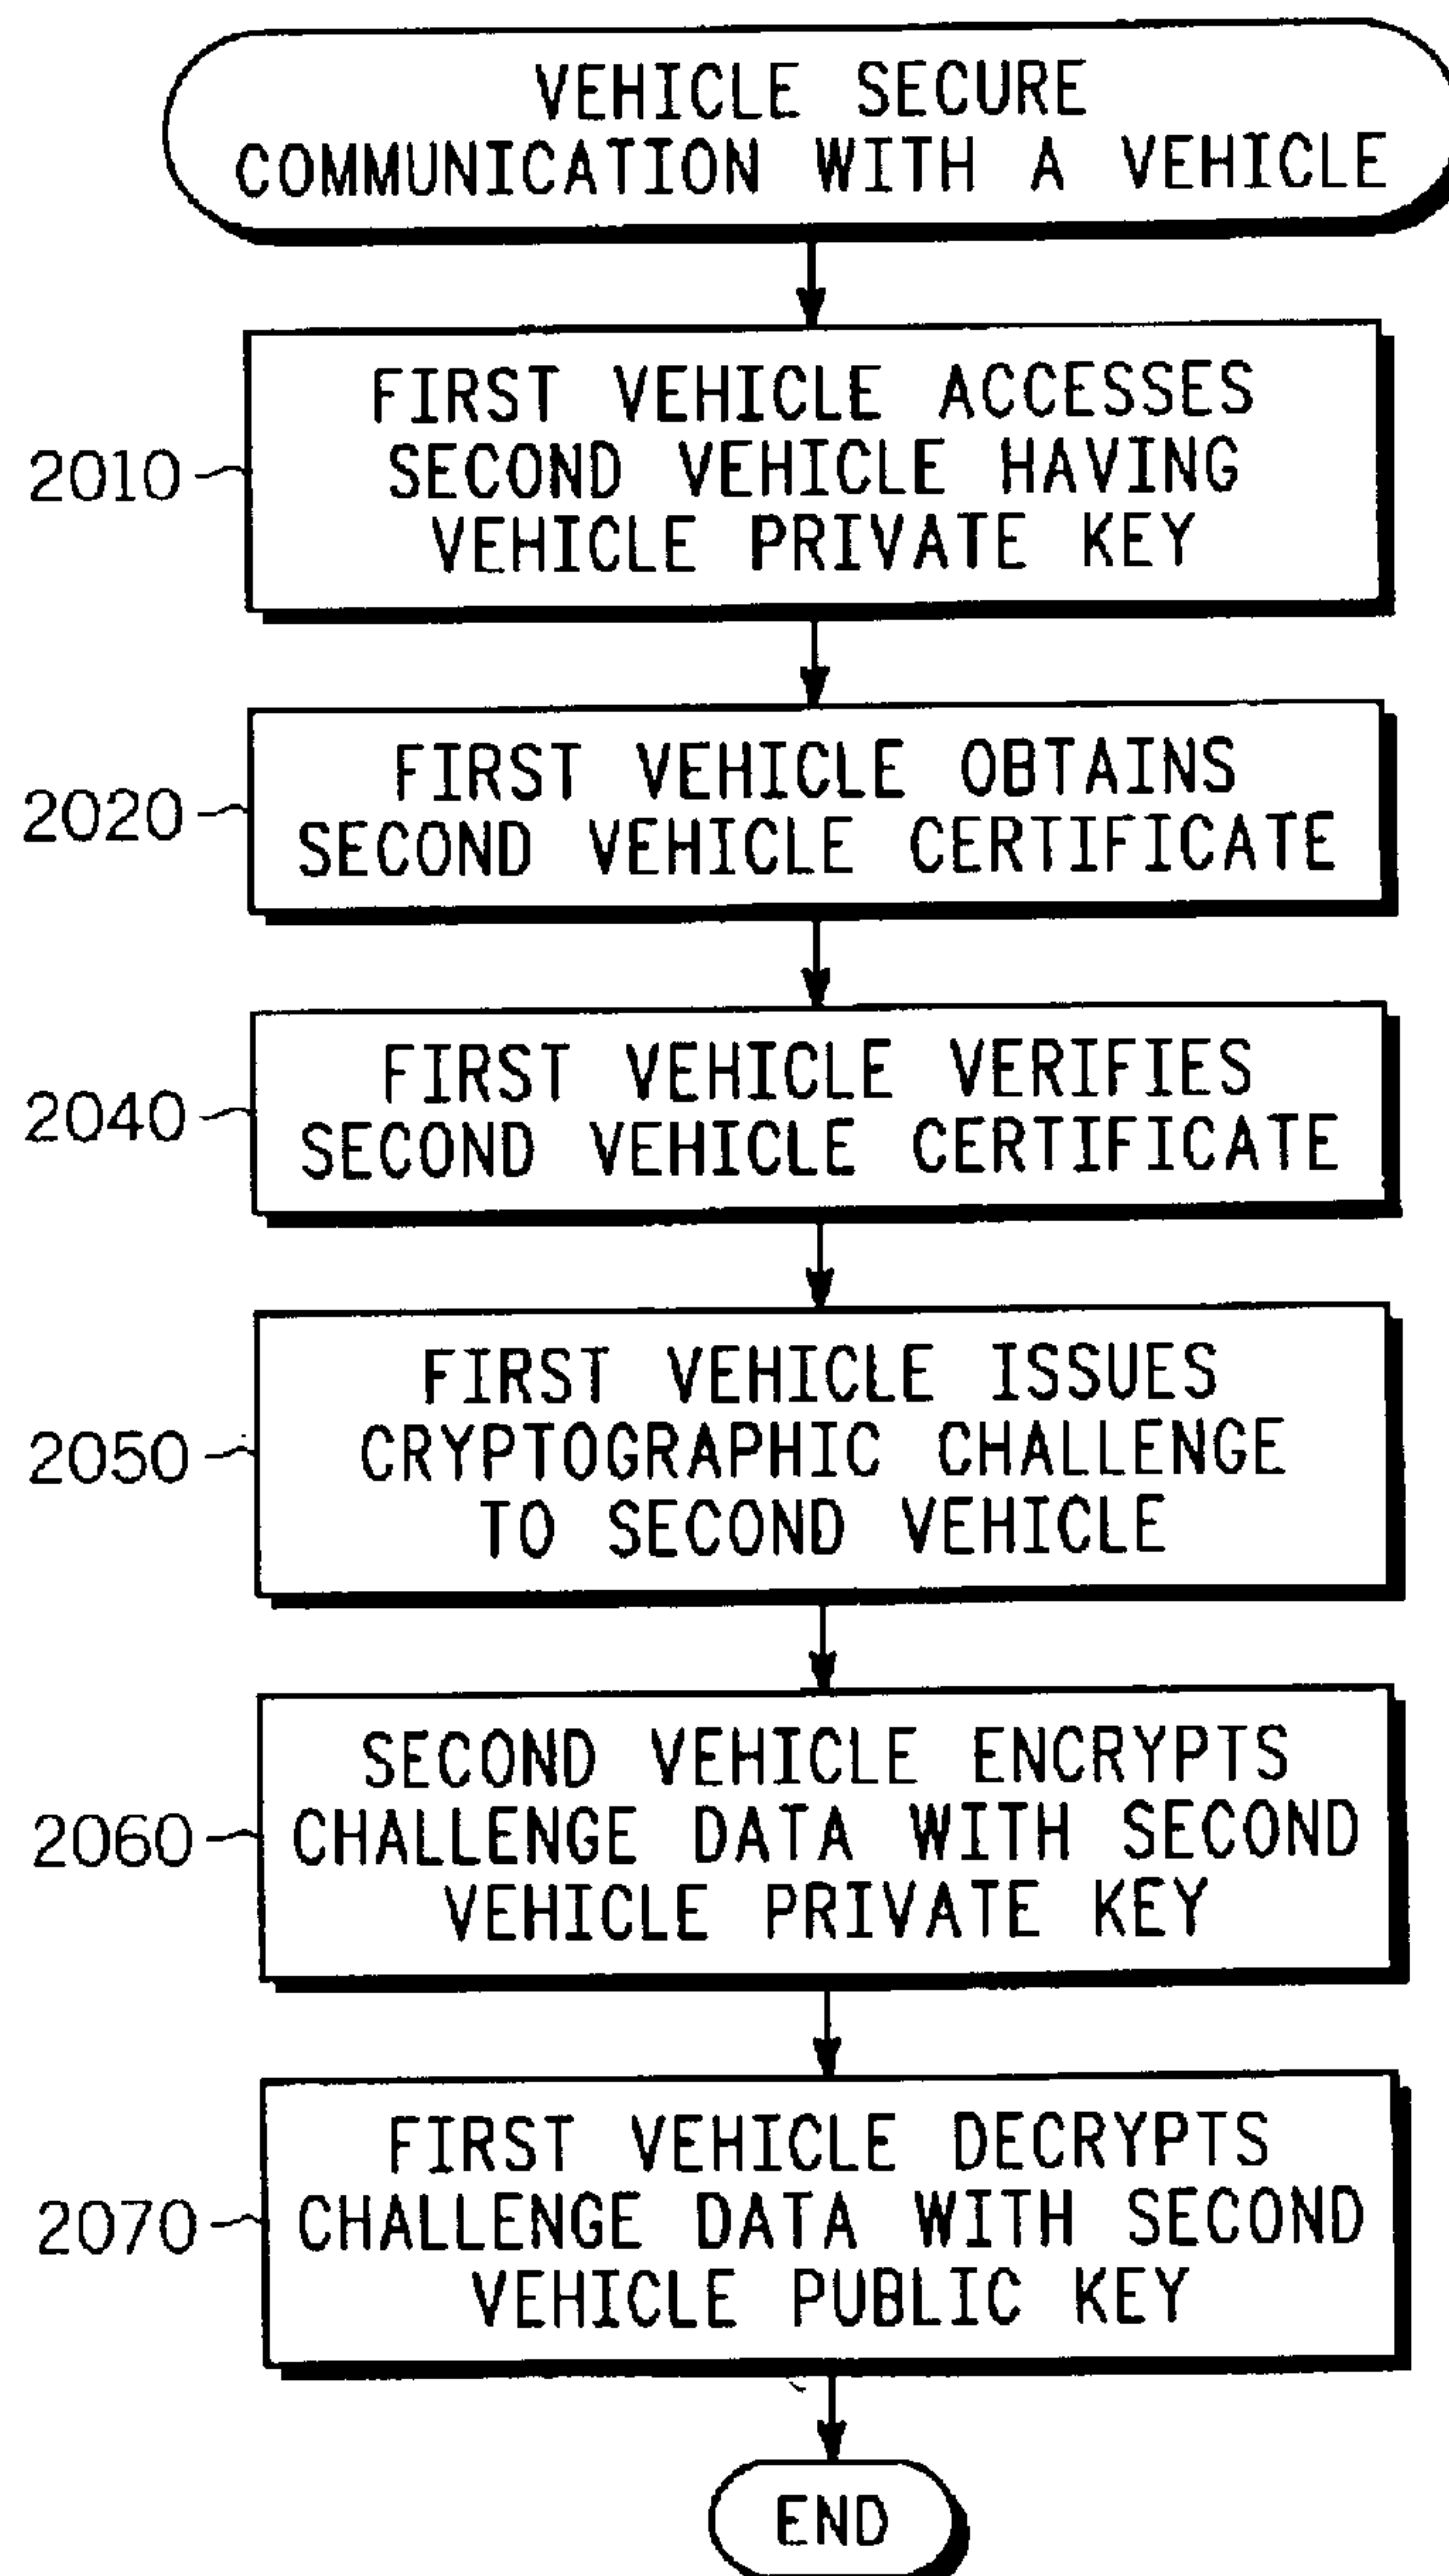 VEHICLE SECURE
COMMUNICATION WITH A VEHICLE
FIRST VEHICLE ACCESSES
SECOND VEHICLE HAVING
VEHICLE PRIVATE KEY
2010
FIRST VEHICLE OBTAINS
SECOND VEHICLE CERTIFICATE
2020
FIRST VEHICLE VERIFIES
SECOND VEHICLE CERTIFICATE
2040
FIRST VEHICLE ISSUES
CRYPTOGRAPHIC CHALLENGE
TO SECOND VEHICLE
2050
SECOND VEHICLE ENCRYPTS
CHALLENGE DATA WITH SECOND
VEHICLE PRIVATE KEY
2060
FIRST VEHICLE DECRYPTS
CHALLENGE DATA WITH SECOND
VEHICLE PUBLIC KEY
2070
END